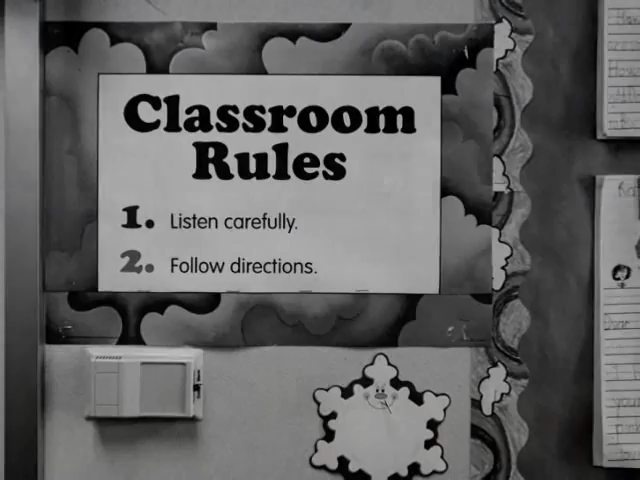 Classroom
Rules
1. Listen carefully.
2. Follow directions.